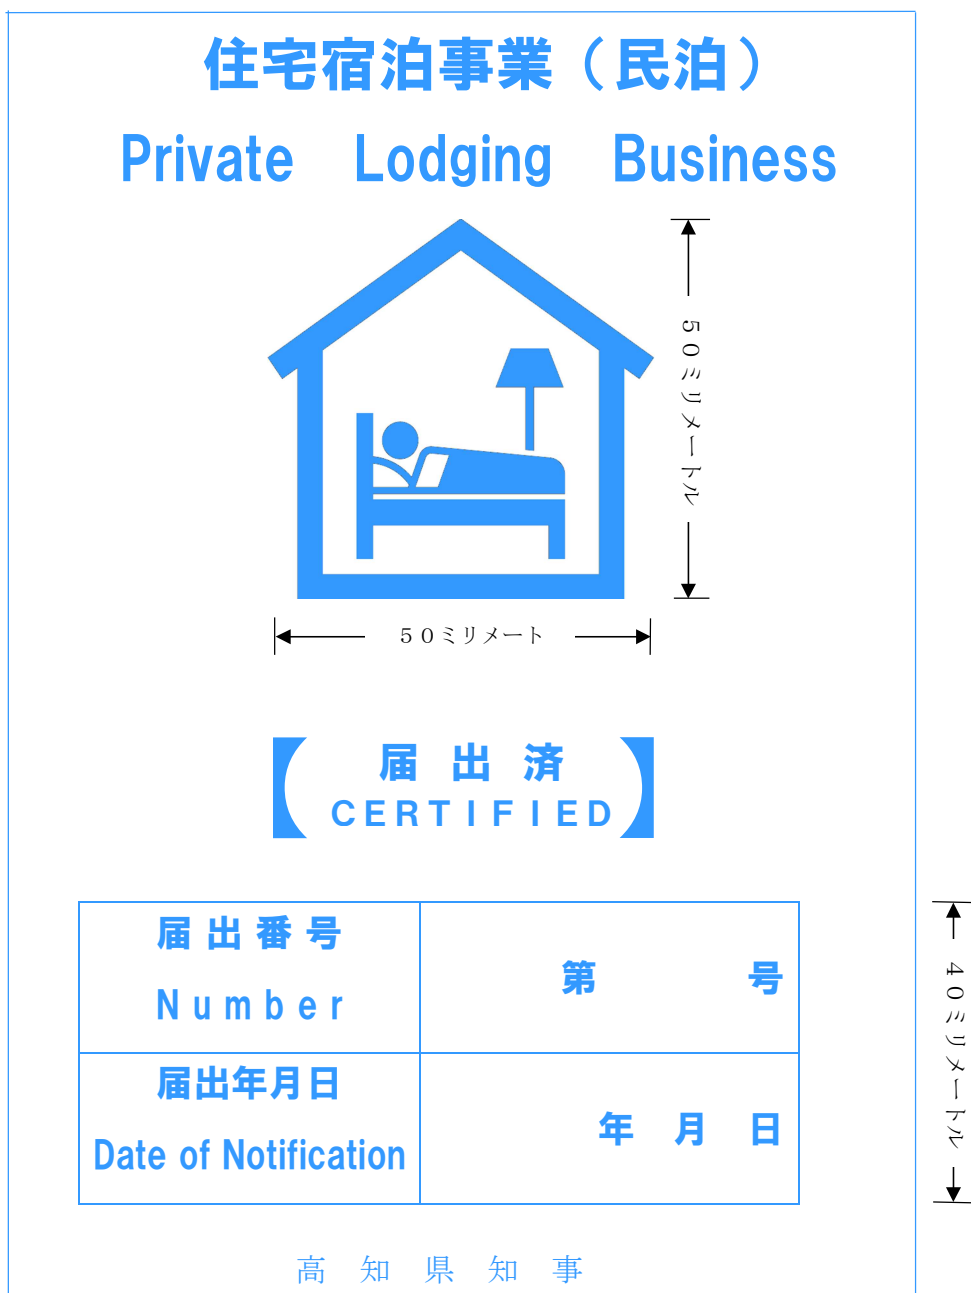 住宅宿泊事業（民泊）
Private Lodging Business
５０ミリメートル
５０ミリメート
届出済
CERTIFIED
届出番号
Number
第 号
届出年月日
Date of Notification
年 月 日
４０ミリメートル
高知県知事